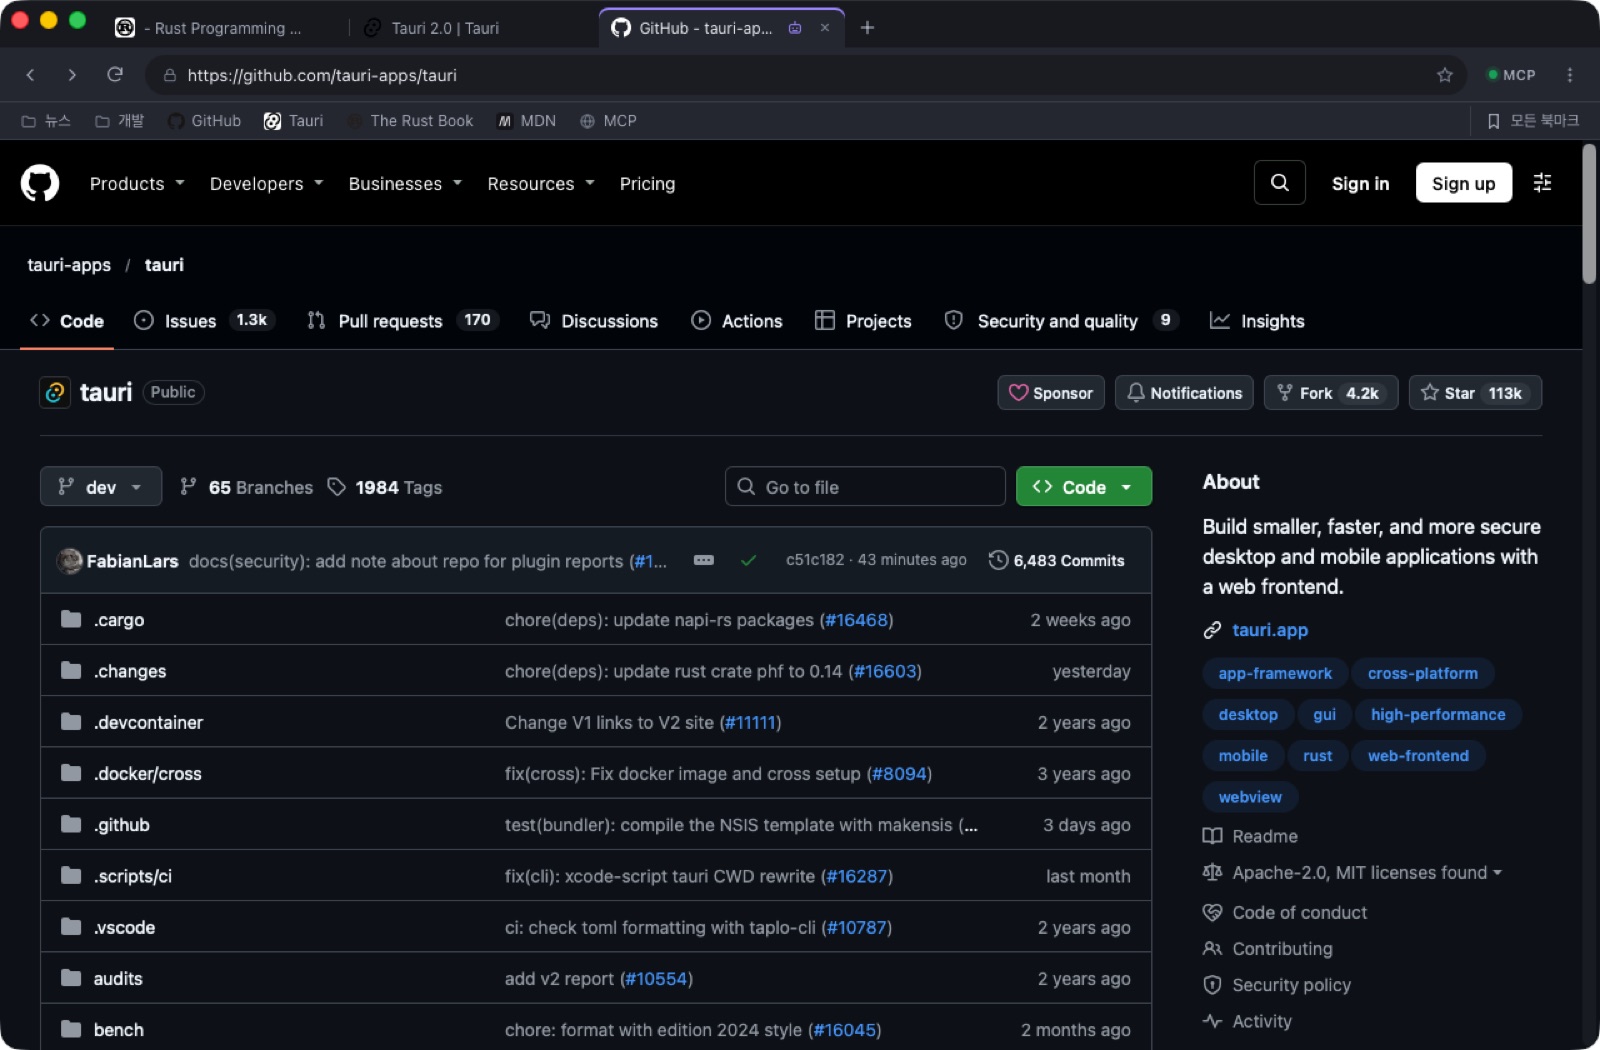 - Rust Programming ...
Tauri 2.0 | Tauri
GitHub - tauri-ap...
https://github.com/tauri-apps/tauri
MCP
뉴스
개발
GitHub
Tauri
The Rust Book
MDN
MCP
모든 북마크
Products
Developers
Businesses
Resources
Pricing
Sign in
Sign up
tauri-apps / tauri
Code
Issues 1.3k
Pull requests 170
Discussions
Actions
Projects
Security and quality 9
Insights
tauri Public
Sponsor
Notifications
Fork 4.2k
Star 113k
dev
65 Branches
1984 Tags
Go to file
Code
FabianLars docs(security): add note about repo for plugin reports (#1... c51c182 · 43 minutes ago 6,483 Commits
.cargo chore(deps): update napi-rs packages (#16468) 2 weeks ago
.changes chore(deps): update rust crate phf to 0.14 (#16603) yesterday
.devcontainer Change V1 links to V2 site (#11111) 2 years ago
.docker/cross fix(cross): Fix docker image and cross setup (#8094) 3 years ago
.github test(bundler): compile the NSIS template with makensis (... 3 days ago
.scripts/ci fix(cli): xcode-script tauri CWD rewrite (#16287) last month
.vscode ci: check toml formatting with taplo-cli (#10787) 2 years ago
audits add v2 report (#10554) 2 years ago
bench chore: format with edition 2024 style (#16045) 2 months ago
About
Build smaller, faster, and more secure
desktop and mobile applications with
a web frontend.
tauri.app
app-framework cross-platform
desktop gui high-performance
mobile rust web-frontend
webview
Readme
Apache-2.0, MIT licenses found
Code of conduct
Contributing
Security policy
Activity